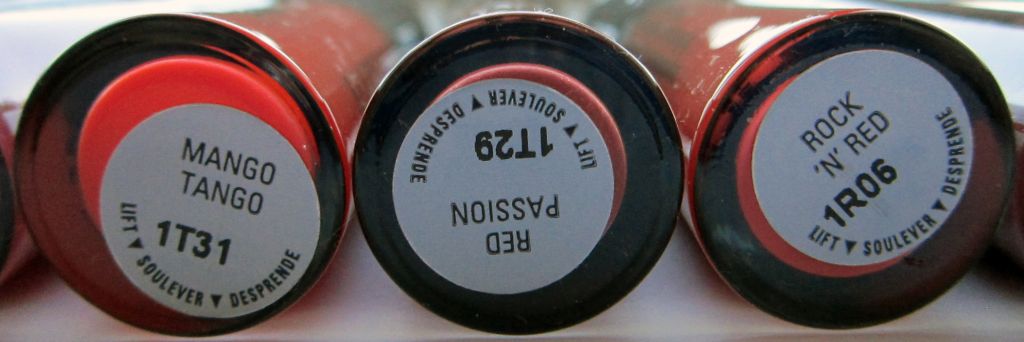 MANGO
TANGO
1T31
LIFT ▼ SOULEVER ▼ DESPRENDE
RED
PASSION
1T29
LIFT ▼ SOULEVER ▼ DESPRENDE
ROCK
'N' RED
1R06
LIFT ▼ SOULEVER ▼ DESPRENDE